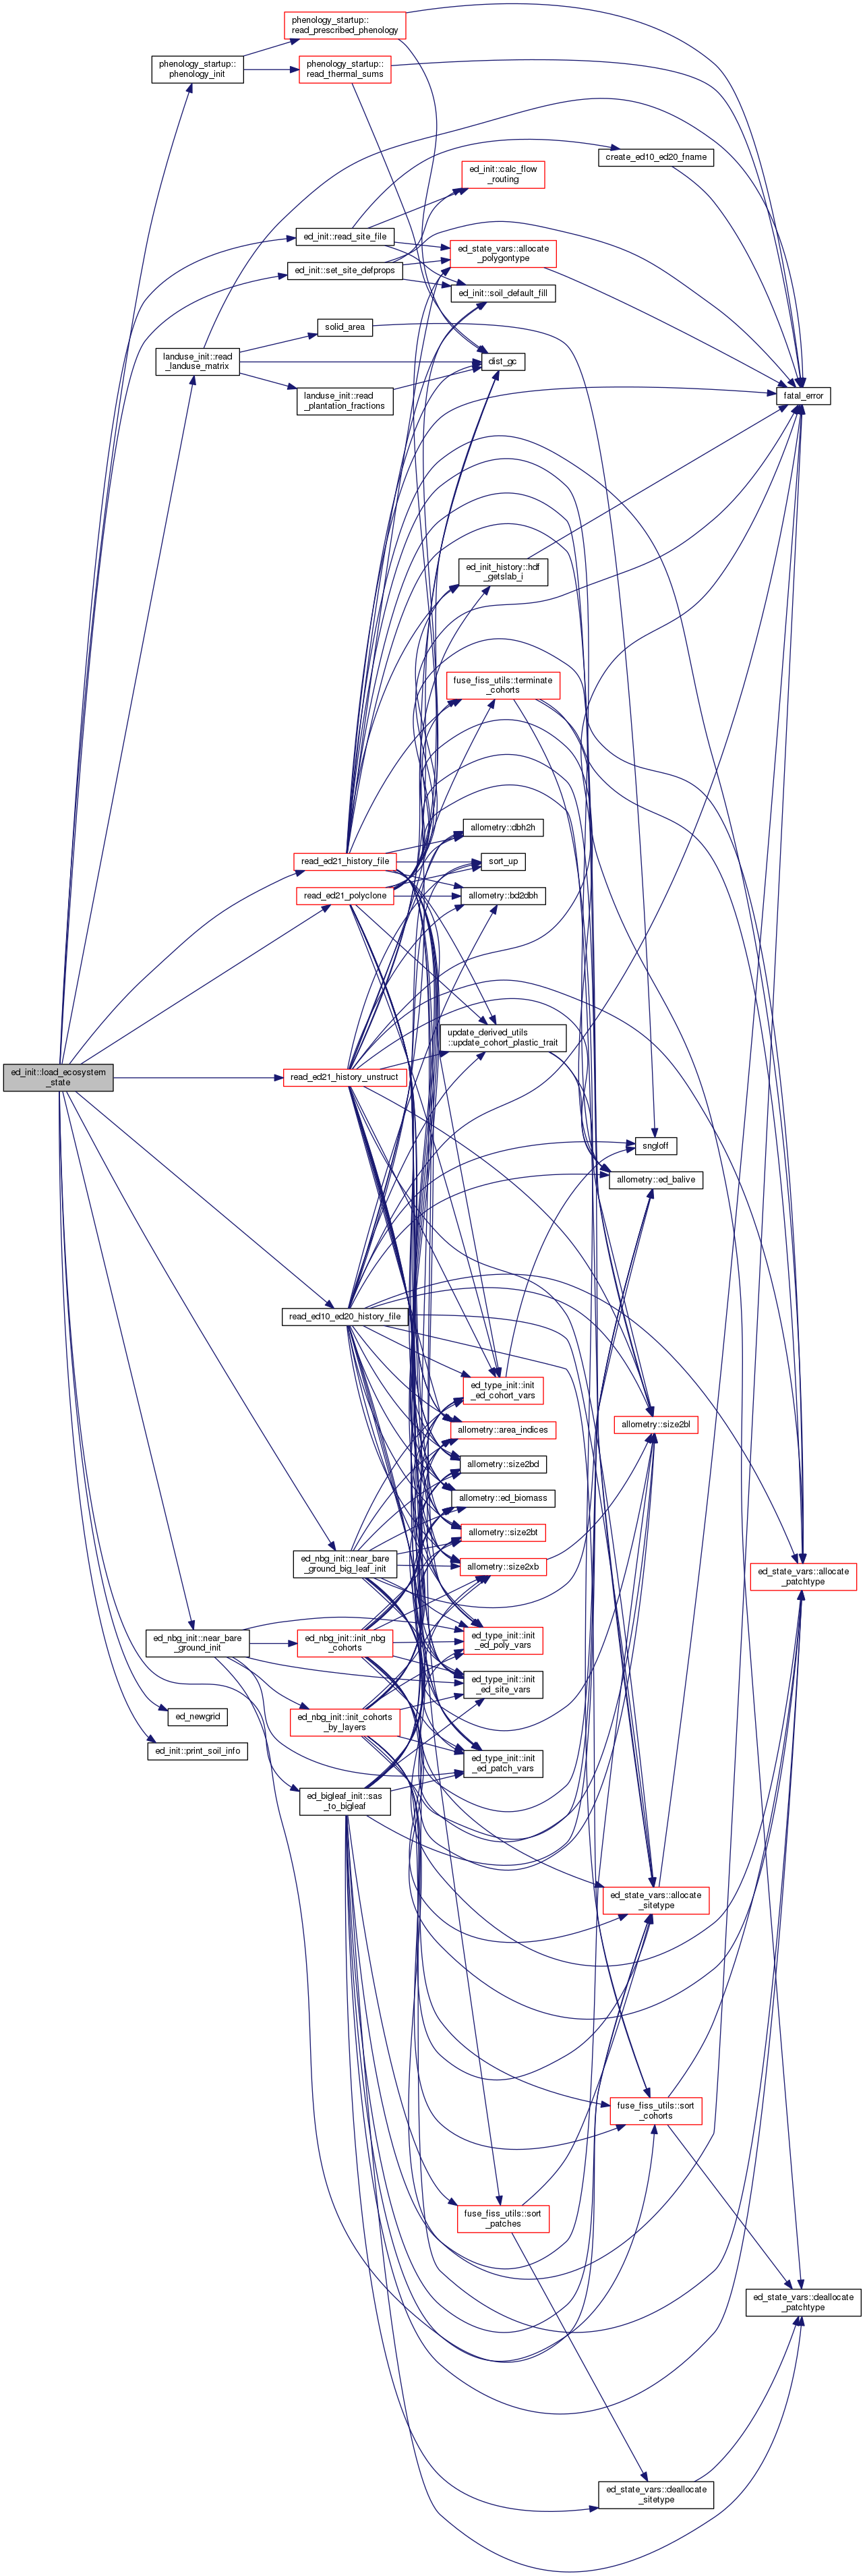 phenology_startup::
read_prescribed_phenology
phenology_startup::
phenology_init
phenology_startup::
read_thermal_sums
create_ed10_ed20_fname
ed_init::calc_flow
_routing
ed_init::read_site_file
ed_state_vars::allocate
_polygontype
ed_init::set_site_defprops
ed_init::soil_default_fill
solid_area
landuse_init::read
_landuse_matrix
dist_gc
landuse_init::read
_plantation_fractions
fatal_error
ed_init_history::hdf
_getslab_i
fuse_fiss_utils::terminate
_cohorts
allometry::dbh2h
read_ed21_history_file
sort_up
read_ed21_polyclone
allometry::bd2dbh
update_derived_utils
::update_cohort_plastic_trait
ed_init::load_ecosystem
_state
read_ed21_history_unstruct
sngloff
allometry::ed_balive
read_ed10_ed20_history_file
ed_type_init::init
_ed_cohort_vars
allometry::size2bl
allometry::area_indices
allometry::size2bd
allometry::ed_biomass
allometry::size2bt
ed_nbg_init::near_bare
_ground_big_leaf_init
allometry::size2xb
ed_state_vars::allocate
_patchtype
ed_nbg_init::near_bare
_ground_init
ed_nbg_init::init_nbg
_cohorts
ed_type_init::init
_ed_poly_vars
ed_type_init::init
_ed_site_vars
ed_newgrid
ed_nbg_init::init_cohorts
_by_layers
ed_init::print_soil_info
ed_type_init::init
_ed_patch_vars
ed_bigleaf_init::sas
_to_bigleaf
ed_state_vars::allocate
_sitetype
fuse_fiss_utils::sort
_cohorts
fuse_fiss_utils::sort
_patches
ed_state_vars::deallocate
_patchtype
ed_state_vars::deallocate
_sitetype